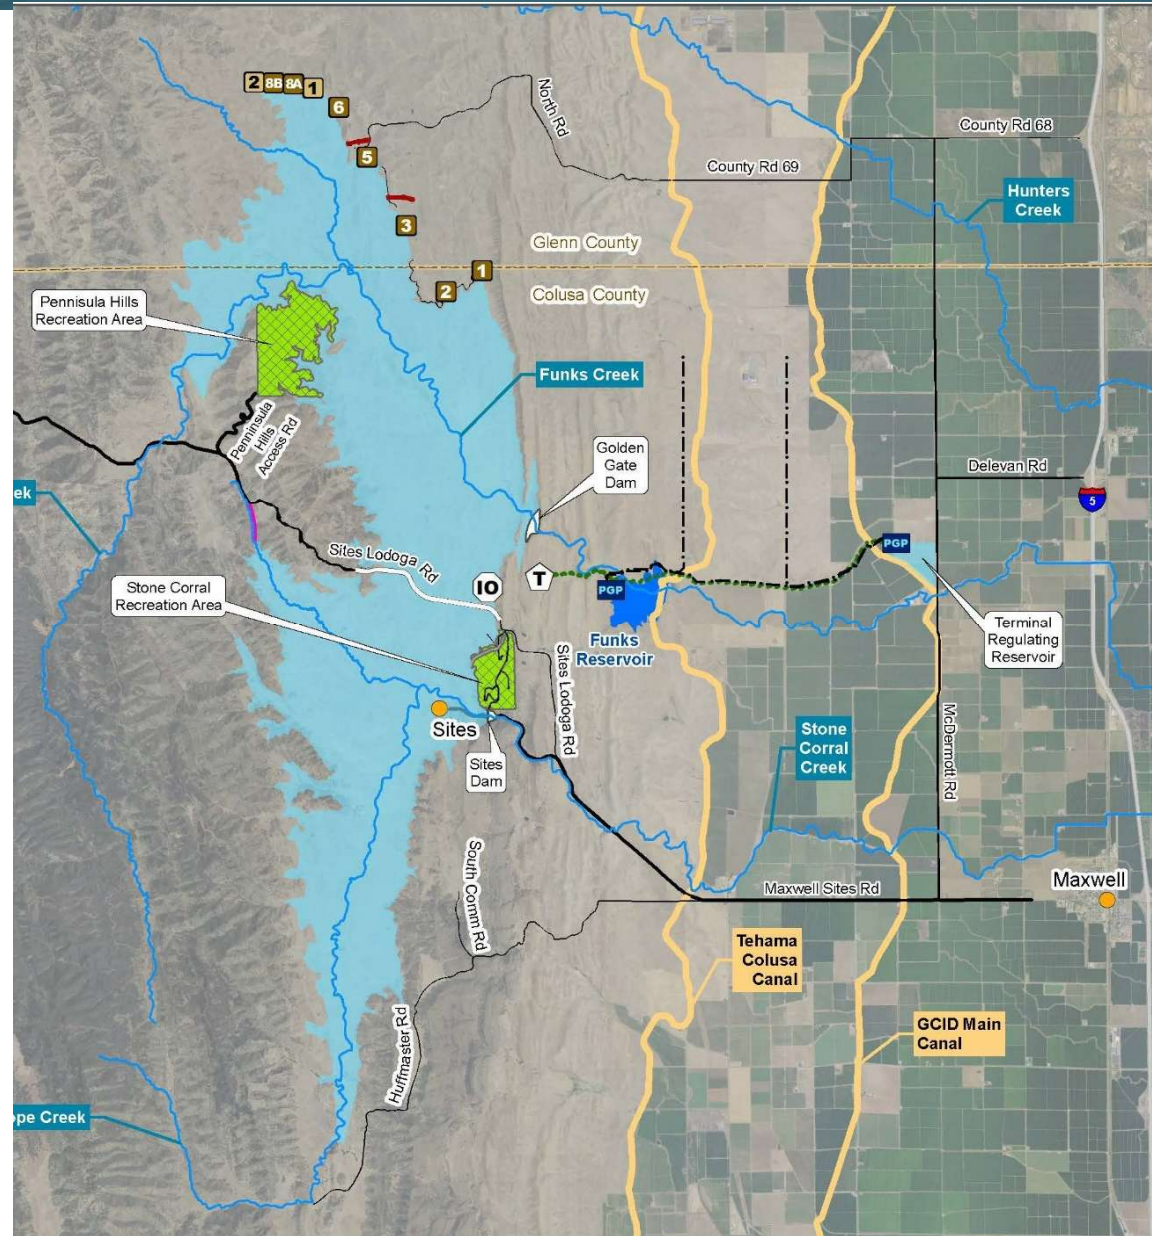 2
8B
8A
1
6
5
3
1
2
North Rd
County Rd 68
County Rd 69
Hunters
Creek
Glenn County
Colusa County
Pennisula Hills
Recreation Area
Funks Creek
Penninsula
Hills
Access Rd
Golden
Gate
Dam
Delevan Rd
5
ek
Sites Lodoga Rd
PGP
Stone Corral
Recreation Area
IO
T
PGP
Funks
Reservoir
Terminal
Regulating
Reservoir
Sites Lodoga Rd
Sites
Sites
Dam
Stone
Corral
Creek
McDermott Rd
South Comm Rd
Maxwell Sites Rd
Maxwell
Tehama
Colusa
Canal
GCID Main
Canal
Huffmaster Rd
ope Creek